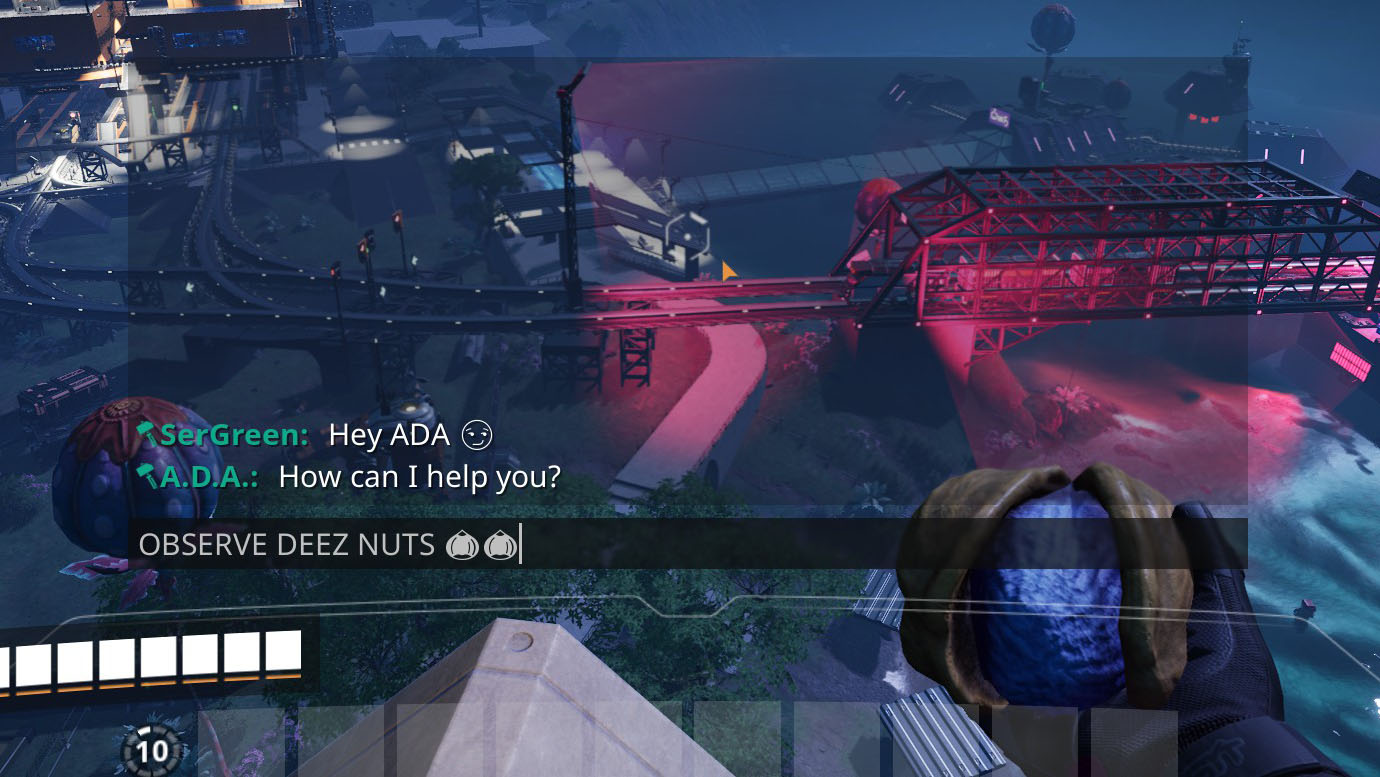 SerGreen: Hey ADA 😏
A.D.A.: How can I help you?
OBSERVE DEEZ NUTS 🌰🌰
10